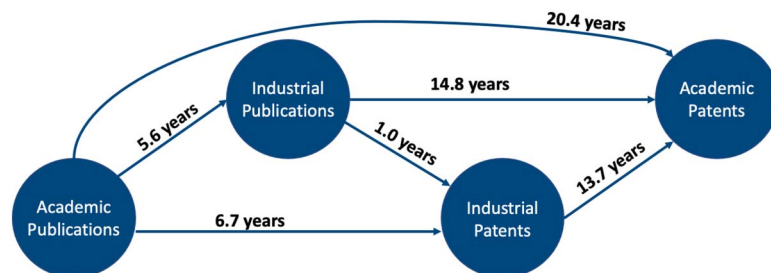 20.4 years
Industrial
Publications
14.8 years
Academic
Patents
5.6 years
1.0 years
13.7 years
Academic
Publications
6.7 years
Industrial
Patents